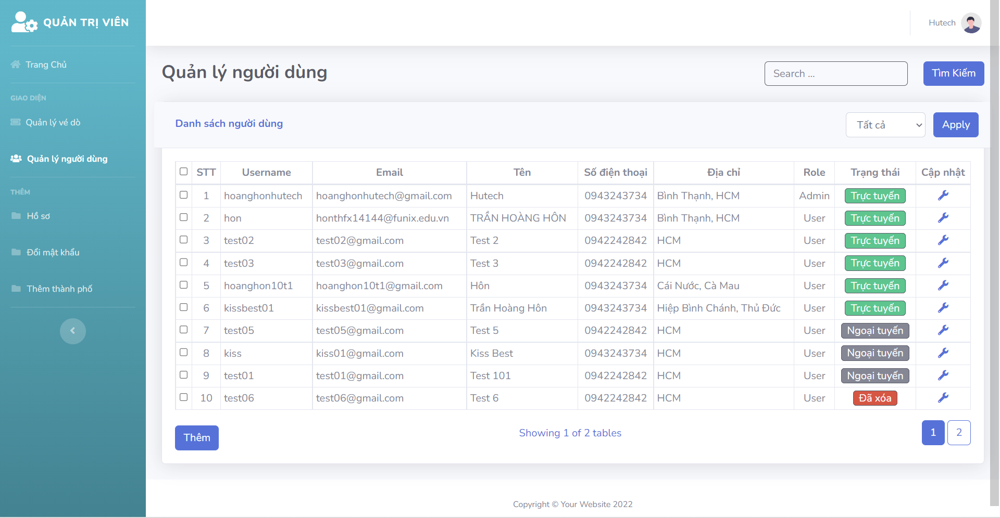 QUẢN TRỊ VIÊN
Hutech
Trang Chủ
GIAO DIỆN
Quản lý vé dò
Quản lý người dùng
THÊM
Hồ sơ
Đổi mật khẩu
Thêm thành phố
Quản lý người dùng
Search ...
Tìm Kiếm
Danh sách người dùng
Tất cả
Apply
STT Username Email Tên Số điện thoại Địa chỉ Role Trạng thái Cập nhật
1 hoanghonhutech hoanghonhutech@gmail.com Hutech 0943243734 Bình Thạnh, HCM Admin Trực tuyến
2 hon honthfx14144@funix.edu.vn TRẦN HOÀNG HÔN 0943243734 Bình Thạnh, HCM User Trực tuyến
3 test02 test02@gmail.com Test 2 0942242842 HCM User Trực tuyến
4 test03 test03@gmail.com Test 3 0942242842 HCM User Trực tuyến
5 hoanghon10t1 hoanghon10t1@gmail.com Hôn 0943243734 Cái Nước, Cà Mau User Trực tuyến
6 kissbest01 kissbest01@gmail.com Trần Hoàng Hôn 0943243734 Hiệp Bình Chánh, Thủ Đức User Trực tuyến
7 test05 test05@gmail.com Test 5 0942242842 HCM User Ngoại tuyến
8 kiss kiss01@gmail.com Kiss Best 0943243734 HCM User Ngoại tuyến
9 test01 test01@gmail.com Test 101 0942242842 HCM User Ngoại tuyến
10 test06 test06@gmail.com Test 6 0942242842 HCM User Đã xóa
Thêm
Showing 1 of 2 tables
1 2
Copyright © Your Website 2022